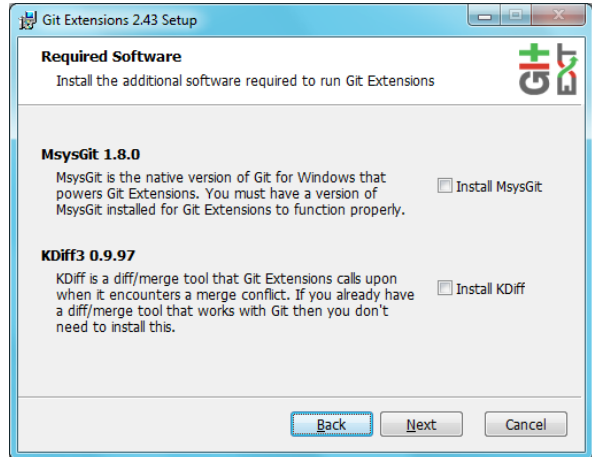 Git Extensions 2.43 Setup
Required Software
Install the additional software required to run Git Extensions
Git Ext
MsysGit 1.8.0
MsysGit is the native version of Git for Windows that
powers Git Extensions. You must have a version of
MsysGit installed for Git Extensions to function properly.
Install MsysGit
KDiff3 0.9.97
KDiff is a diff/merge tool that Git Extensions calls upon
when it encounters a merge conflict. If you already have
a diff/merge tool that works with Git then you don't
need to install this.
Install KDiff
Back Next Cancel